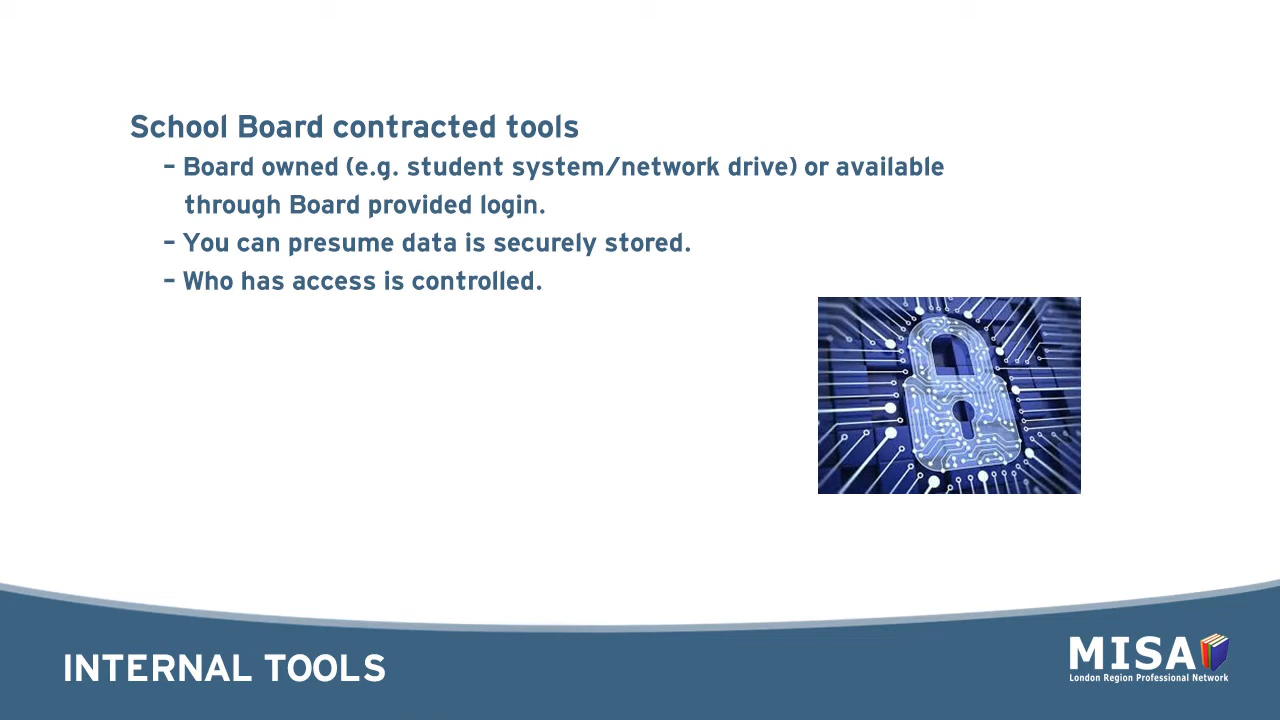 School Board contracted tools
– Board owned (e.g. student system/network drive) or available
through Board provided login.
– You can presume data is securely stored.
– Who has access is controlled.
INTERNAL TOOLS
MISA
London Region Professional Network